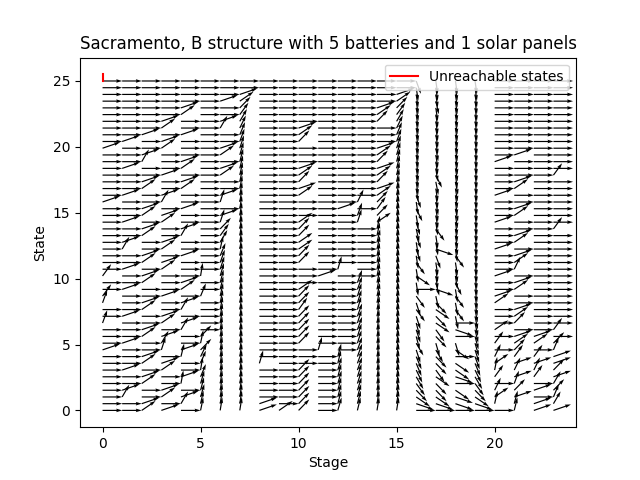 Sacramento, B structure with 5 batteries and 1 solar panels
Unreachable states
25
20
15
10
5
0
State
0 5 10 15 20
Stage